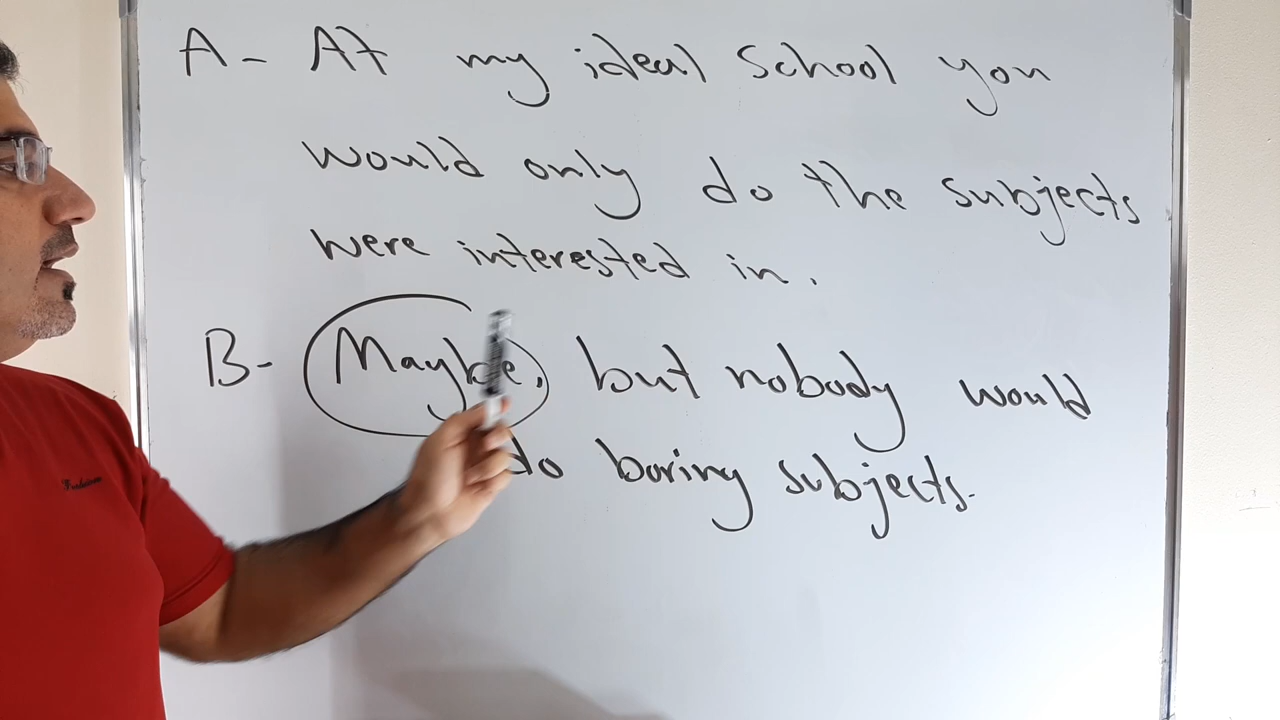 A- At my ideal school you
would only do the subjects
were interested in.
B- Maybe, but nobody would
do boring subjects.